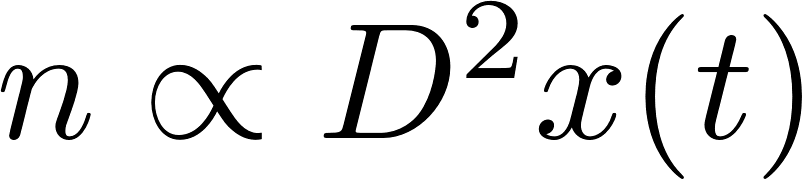 n ∝ D²x(t)